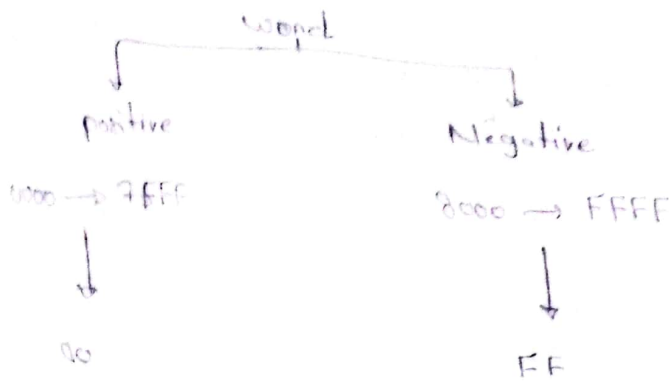 word
positive Negative
0000 → 7FFF 8000 → FFFF
00 FF